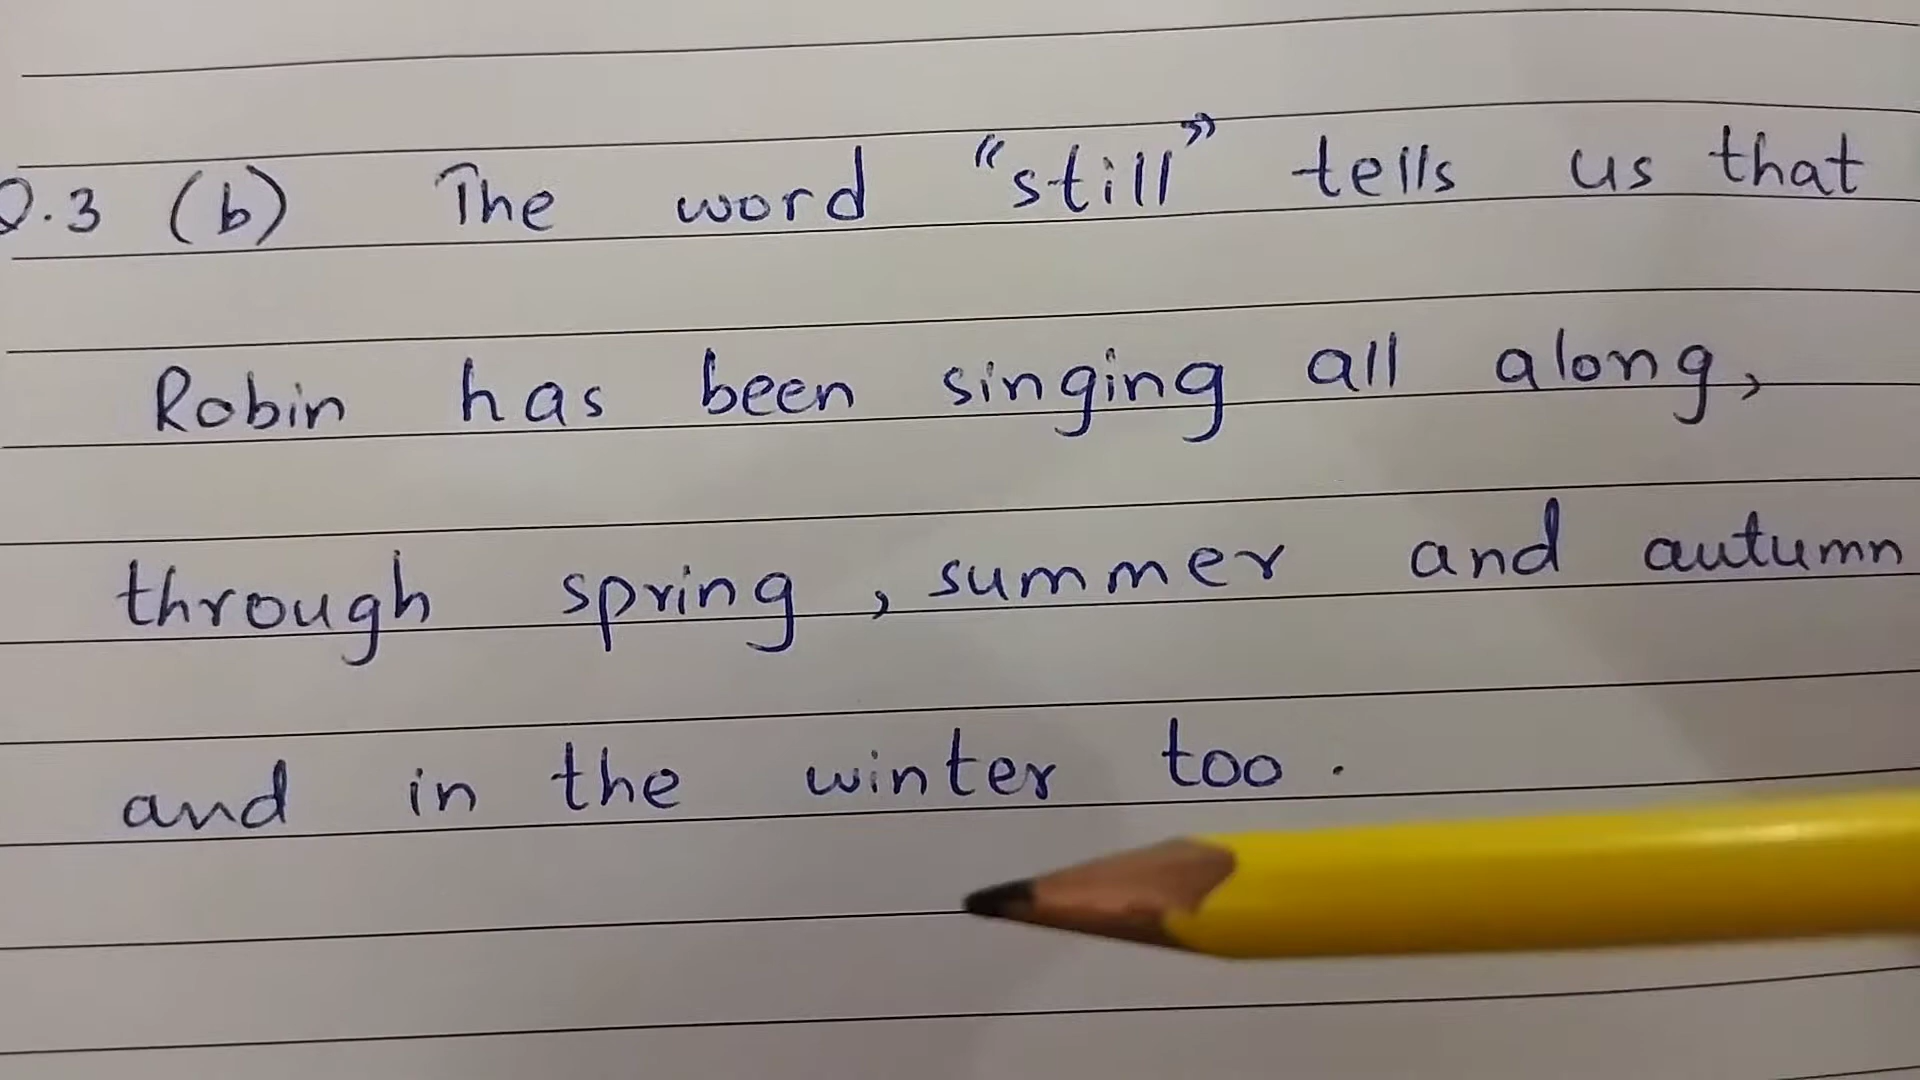 Q.3 (b) The word "still" tells us that
Robin has been singing all along,
through spring, summer and autumn
and in the winter too.